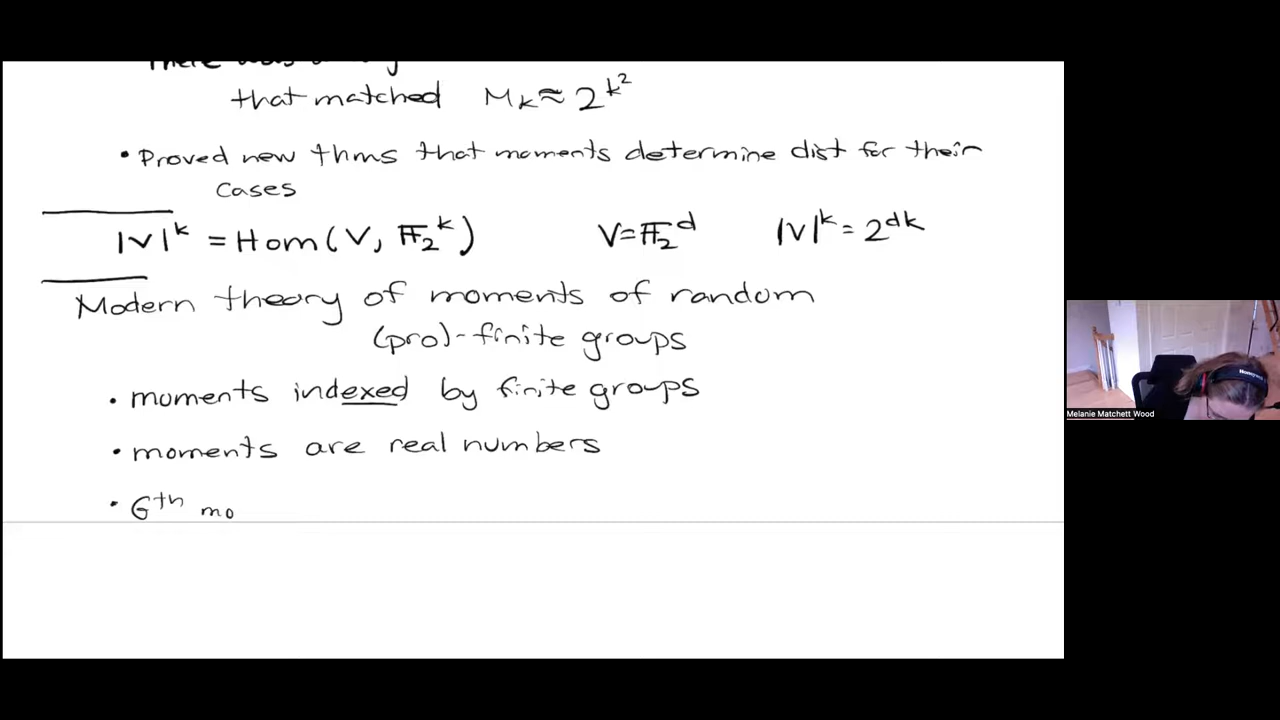 that matched M_k ≈ 2^{k^2}
• Proved new thms that moments determine dist for their
cases
|V|^k = Hom(V, 𝔽_2^k) V=𝔽_2^d |V|^k = 2^{dk}
Modern theory of moments of random
(pro)-finite groups
• moments indexed by finite groups
• moments are real numbers
• G^{th} mo
Melanie Matchett Wood